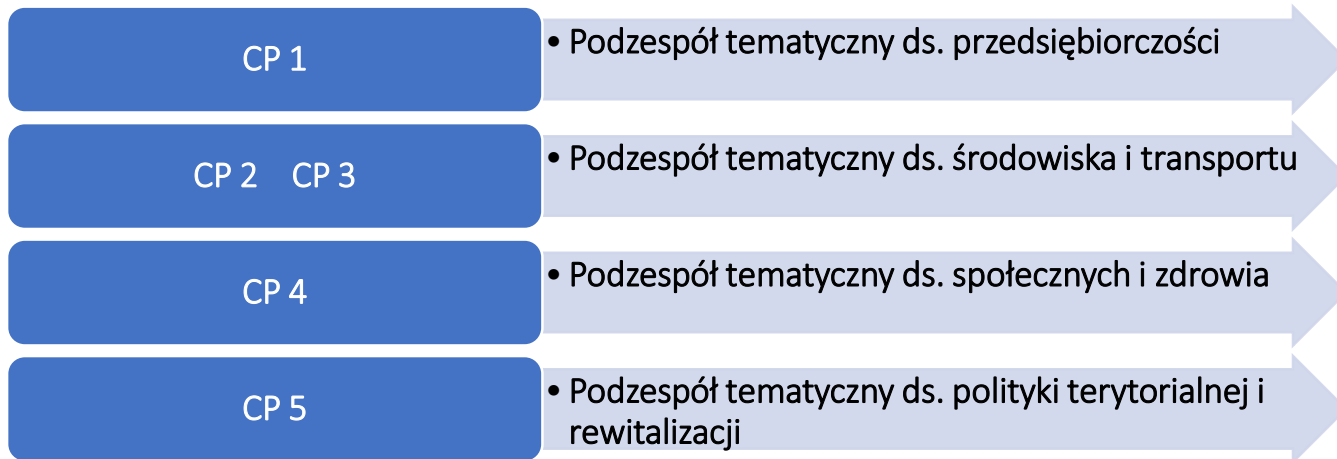 CP 1
• Podzespół tematyczny ds. przedsiębiorczości
CP 2 CP 3
• Podzespół tematyczny ds. środowiska i transportu
CP 4
• Podzespół tematyczny ds. społecznych i zdrowia
CP 5
• Podzespół tematyczny ds. polityki terytorialnej i
rewitalizacji